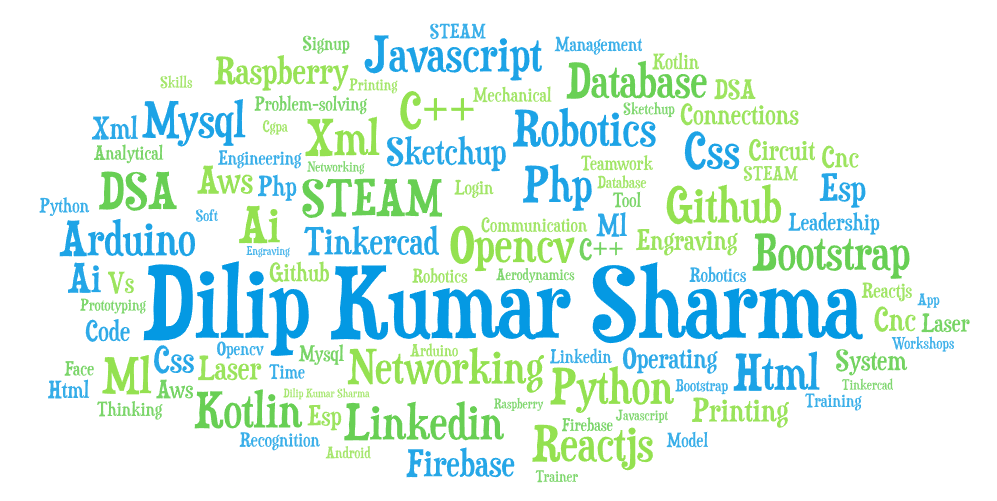 STEAM
Signup Javascript Management
Skills Raspberry Printing Database Kotlin DSA
Xml Mysql Problem-solving C++ Mechanical Sketchup Connections
Cgpa Xml Robotics
Analytical Engineering Networking Sketchup Teamwork Css Circuit Cnc
DSA Aws Php STEAM Login Php Database Tool STEAM Esp
Python Soft Github Leadership
Arduino Ai Engraving Tinkercad Communication Opencv C++ Ml Engraving Bootstrap
Ai Vs Github Robotics Aerodynamics Robotics Reactjs App
Prototyping Dilip Kumar Sharma Cnc Laser
Code Workshops
Face Ml Css Opencv Laser Time Mysql Arduino Networking Linkedin Operating Html System
Html Aws Dilip Kumar Sharma Raspberry Python Bootstrap Tinkercad
Thinking Kotlin Esp Linkedin Javascript Printing Training
Recognition Android Firebase Reactjs Model
Firebase Trainer